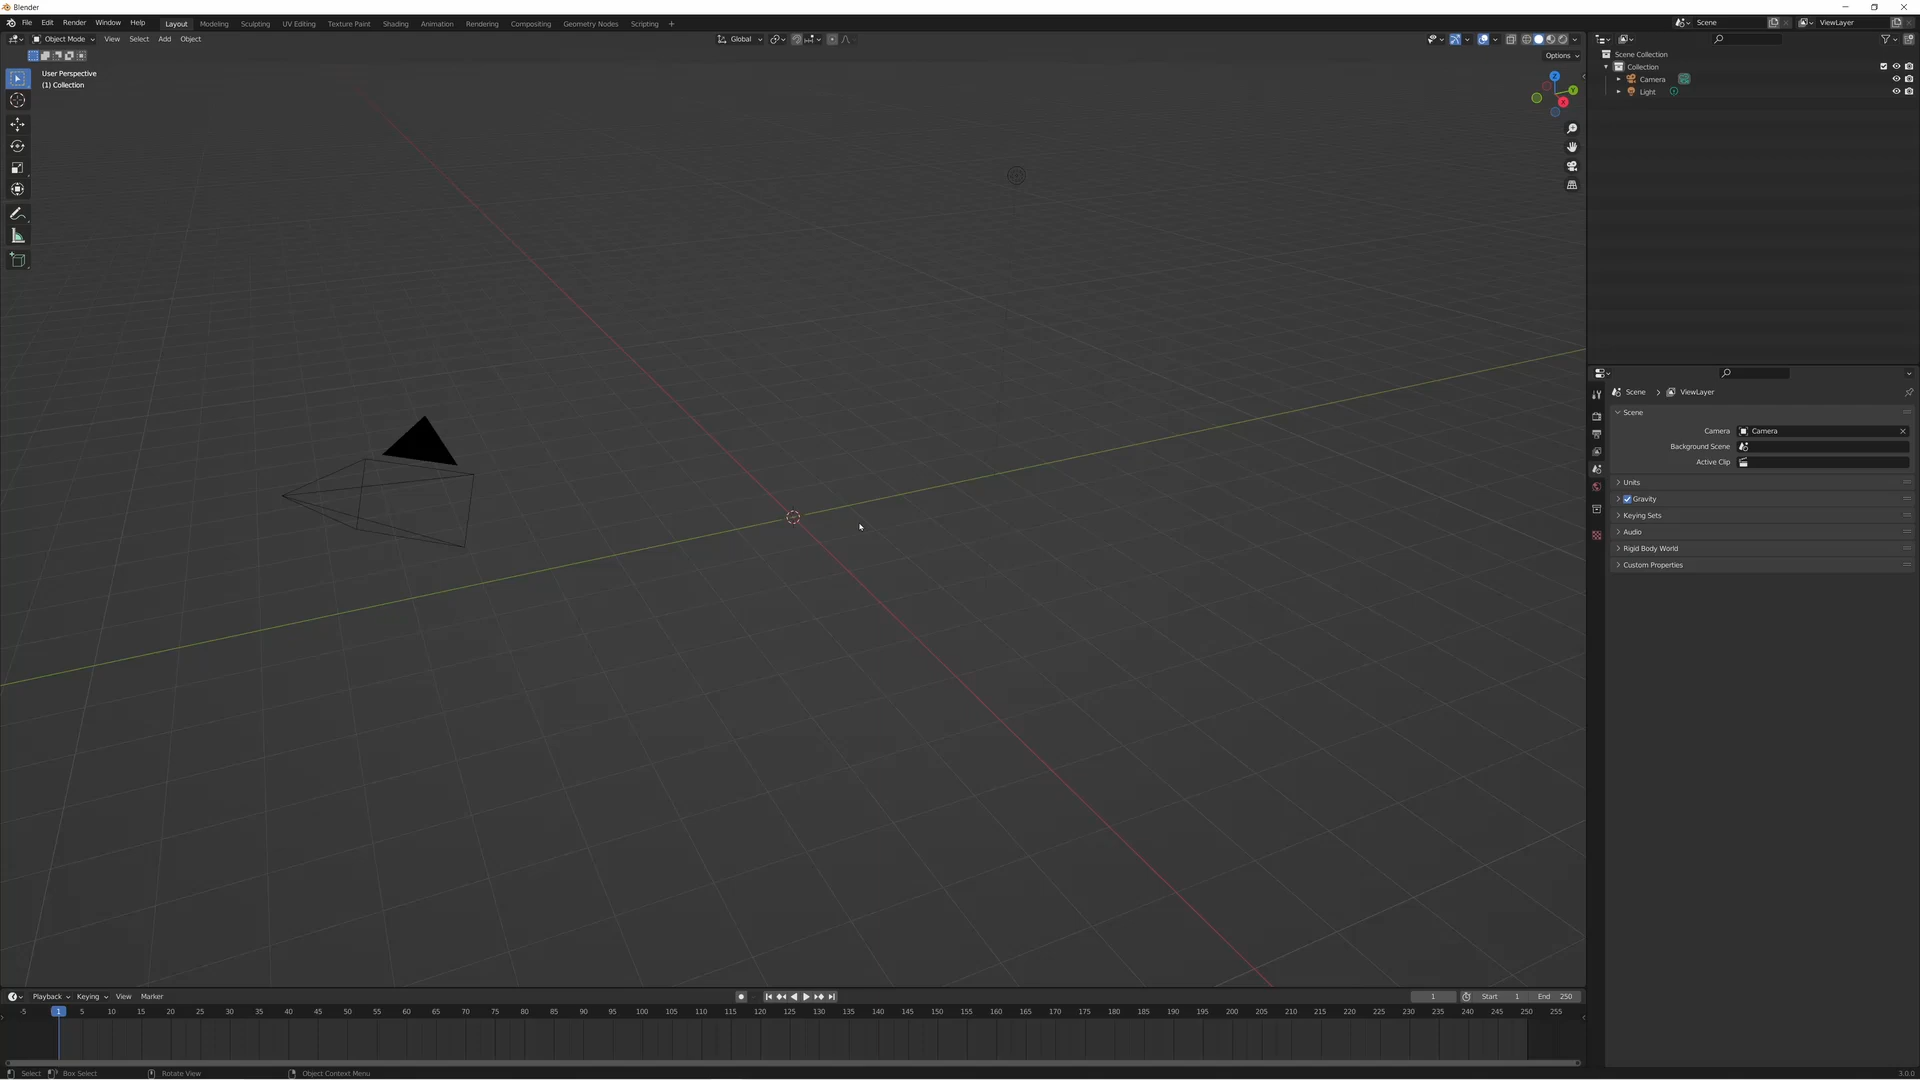 Blender
File Edit Render Window Help Layout Modeling Sculpting UV Editing Texture Paint Shading Animation Rendering Compositing Geometry Nodes Scripting + Scene ViewLayer
Object Mode View Select Add Object Global
Options
User Perspective
(1) Collection
Z
Y
X
Scene Collection
Collection
Camera
Light
Scene > ViewLayer
Scene
Camera Camera
Background Scene
Active Clip
Units
Gravity
Keying Sets
Audio
Rigid Body World
Custom Properties
Playback Keying View Marker 1 Start 1 End 250
-5 1 5 10 15 20 25 30 35 40 45 50 55 60 65 70 75 80 85 90 95 100 105 110 115 120 125 130 135 140 145 150 155 160 165 170 175 180 185 190 195 200 205 210 215 220 225 230 235 240 245 250 255
Select Box Select Rotate View Object Context Menu 3.0.0